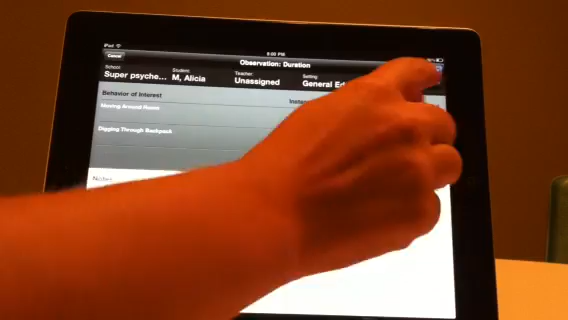 iPad
5:00 PM
Cancel
Observation: Duration
School:
Super psyche...
Student:
M, Alicia
Teacher:
Unassigned
Setting:
General Ed
Behavior of Interest
Moving Around Room
Digging Through Backpack
Notes